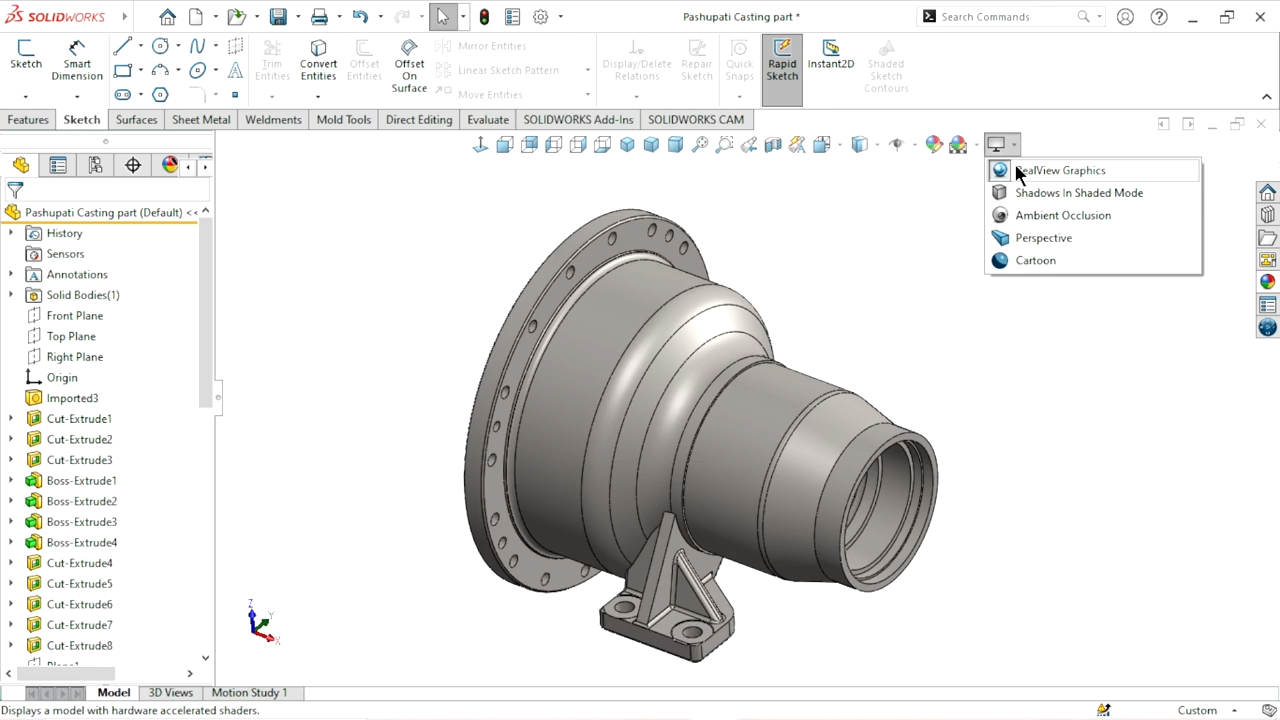 SOLIDWORKS
Pashupati Casting part *
Search Commands
Sketch
Smart Dimension
Trim Entities
Convert Entities
Offset Entities
Offset On Surface
Mirror Entities
Linear Sketch Pattern
Move Entities
Display/Delete Relations
Repair Sketch
Quick Snaps
Rapid Sketch
Instant2D
Shaded Sketch Contours
Features
Sketch
Surfaces
Sheet Metal
Weldments
Mold Tools
Direct Editing
Evaluate
SOLIDWORKS Add-Ins
SOLIDWORKS CAM
RealView Graphics
Shadows In Shaded Mode
Ambient Occlusion
Perspective
Cartoon
Pashupati Casting part (Default) <<
History
Sensors
Annotations
Solid Bodies(1)
Front Plane
Top Plane
Right Plane
Origin
Imported3
Cut-Extrude1
Cut-Extrude2
Cut-Extrude3
Boss-Extrude1
Boss-Extrude2
Boss-Extrude3
Boss-Extrude4
Cut-Extrude4
Cut-Extrude5
Cut-Extrude6
Cut-Extrude7
Cut-Extrude8
Plane1
Z
Y
X
Model
3D Views
Motion Study 1
Displays a model with hardware accelerated shaders.
Custom